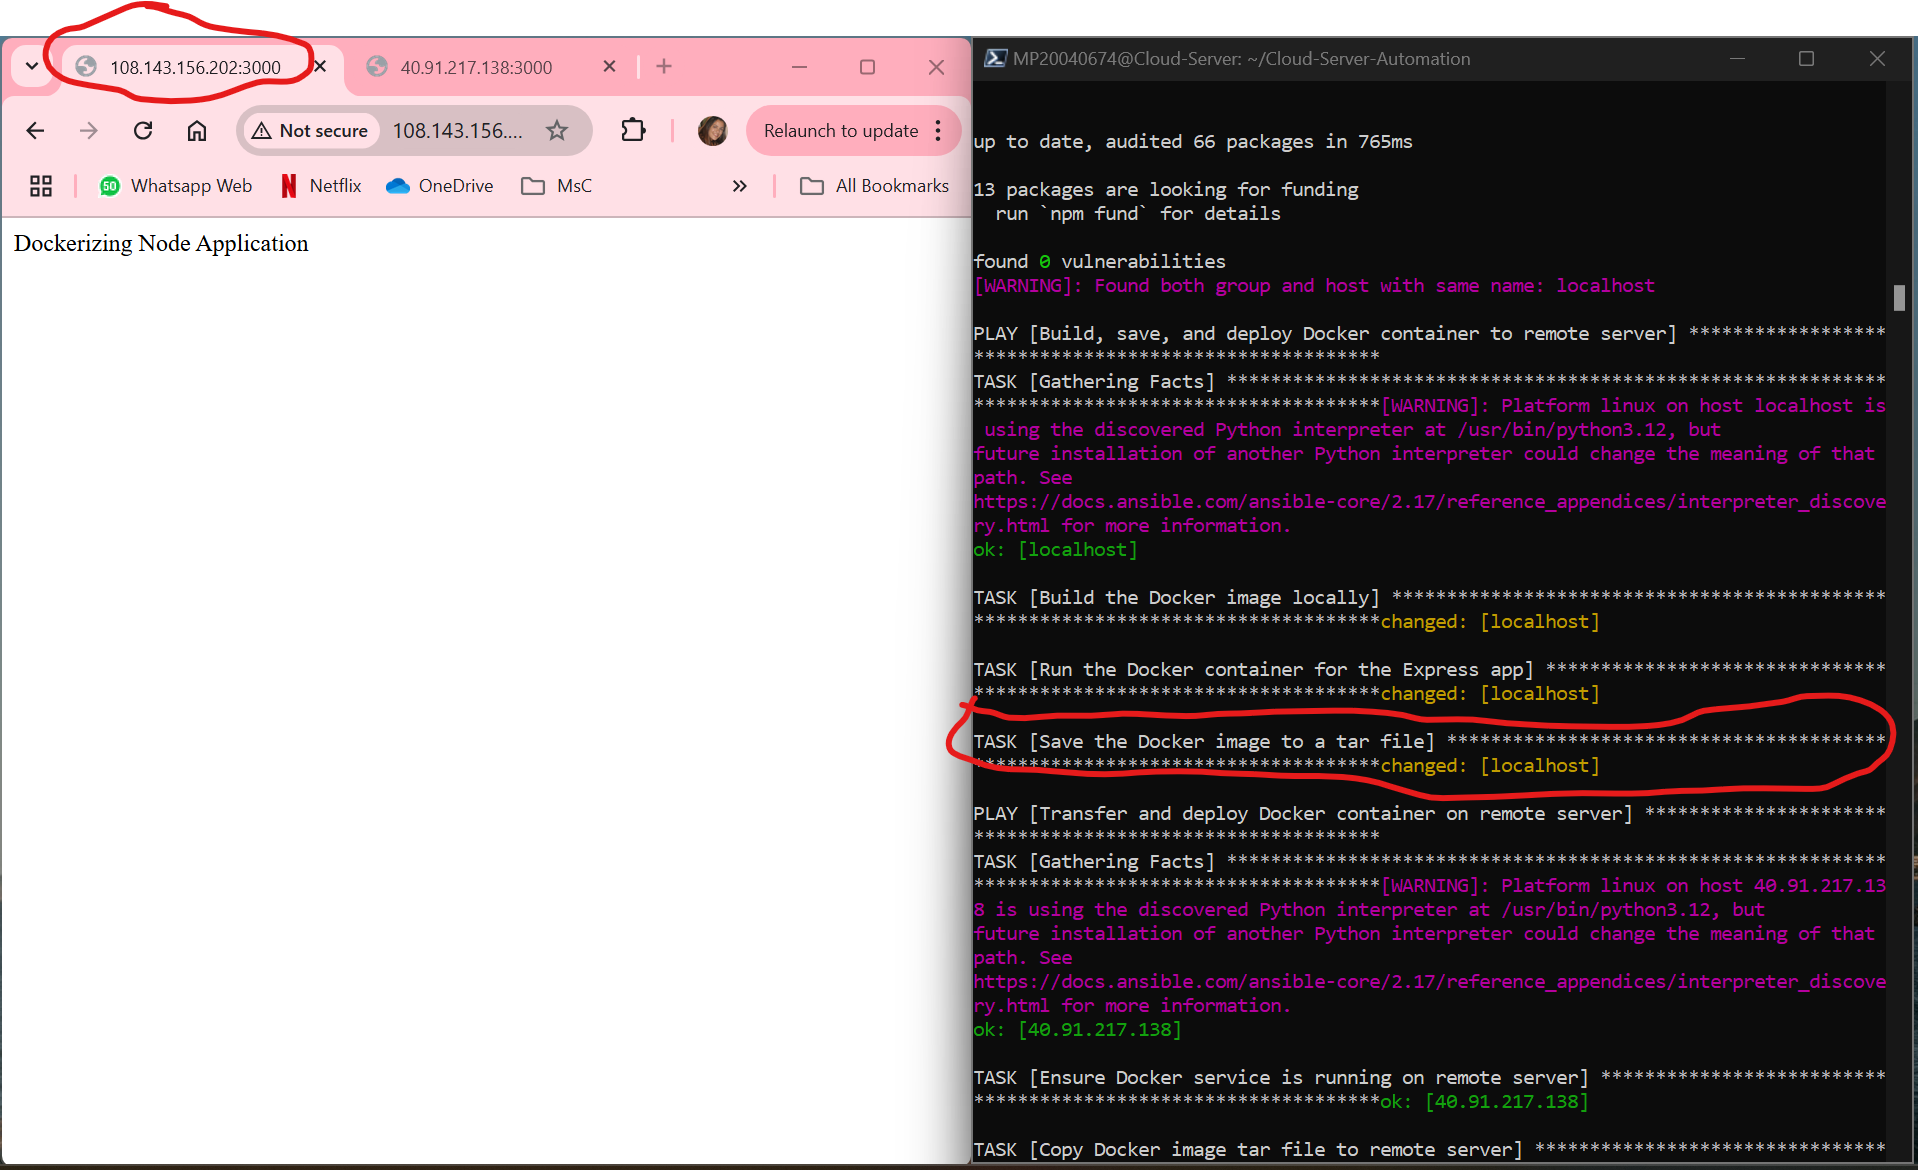 108.143.156.202:3000
40.91.217.138:3000
Not secure
108.143.156....
Relaunch to update
50
Whatsapp Web
Netflix
OneDrive
MsC
All Bookmarks
Dockerizing Node Application
MP20040674@Cloud-Server: ~/Cloud-Server-Automation
up to date, audited 66 packages in 765ms
13 packages are looking for funding
run `npm fund` for details
found 0 vulnerabilities
[WARNING]: Found both group and host with same name: localhost
PLAY [Build, save, and deploy Docker container to remote server] ******************
*************************************
TASK [Gathering Facts] ************************************************************
*************************************[WARNING]: Platform linux on host localhost is
using the discovered Python interpreter at /usr/bin/python3.12, but
future installation of another Python interpreter could change the meaning of that
path. See
https://docs.ansible.com/ansible-core/2.17/reference_appendices/interpreter_discove
ry.html for more information.
ok: [localhost]
TASK [Build the Docker image locally] *********************************************
*************************************changed: [localhost]
TASK [Run the Docker container for the Express app] *******************************
*************************************changed: [localhost]
TASK [Save the Docker image to a tar file] ****************************************
*************************************changed: [localhost]
PLAY [Transfer and deploy Docker container on remote server] **********************
*************************************
TASK [Gathering Facts] ************************************************************
*************************************[WARNING]: Platform linux on host 40.91.217.13
8 is using the discovered Python interpreter at /usr/bin/python3.12, but
future installation of another Python interpreter could change the meaning of that
path. See
https://docs.ansible.com/ansible-core/2.17/reference_appendices/interpreter_discove
ry.html for more information.
ok: [40.91.217.138]
TASK [Ensure Docker service is running on remote server] **************************
*************************************ok: [40.91.217.138]
TASK [Copy Docker image tar file to remote server] ********************************